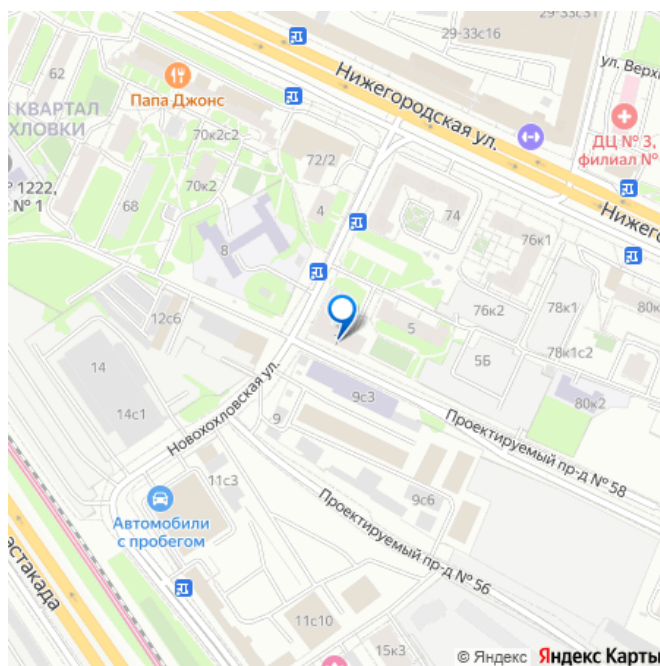 29-33с31
29-33с16
ул. Верх
62
Нижегородская ул.
Папа Джонс
КВАРТАЛ
ХЛОВКИ
70к2с2
72/2
ДЦ № 3,
филиал №
70к2
№ 1222,
№ 1
68
4
74
Нижег
76к1
8
12с6
76к2
78к1
80к
5
14
5Б
78к1с2
14с1
Новохохловская ул.
9с3
80к2
9
Проектируемый пр-д № 58
11с3
Автомобили
с пробегом
9с6
Проектируемый пр-д № 56
астакада
11с10
15к3
© Яндекс Яндекс Карты